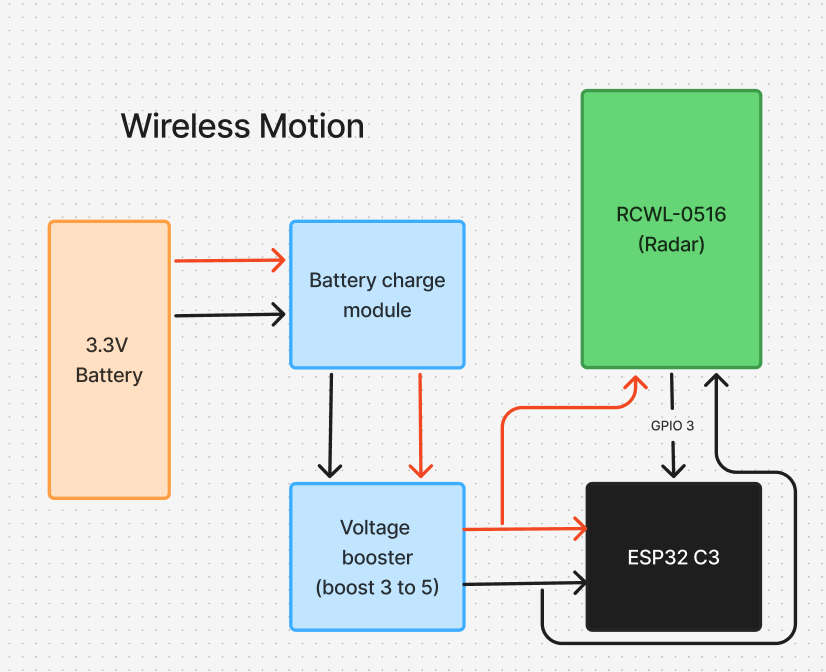 Wireless Motion
RCWL-0516
(Radar)
Battery charge
module
3.3V
Battery
GPIO 3
Voltage
booster
(boost 3 to 5)
ESP32 C3